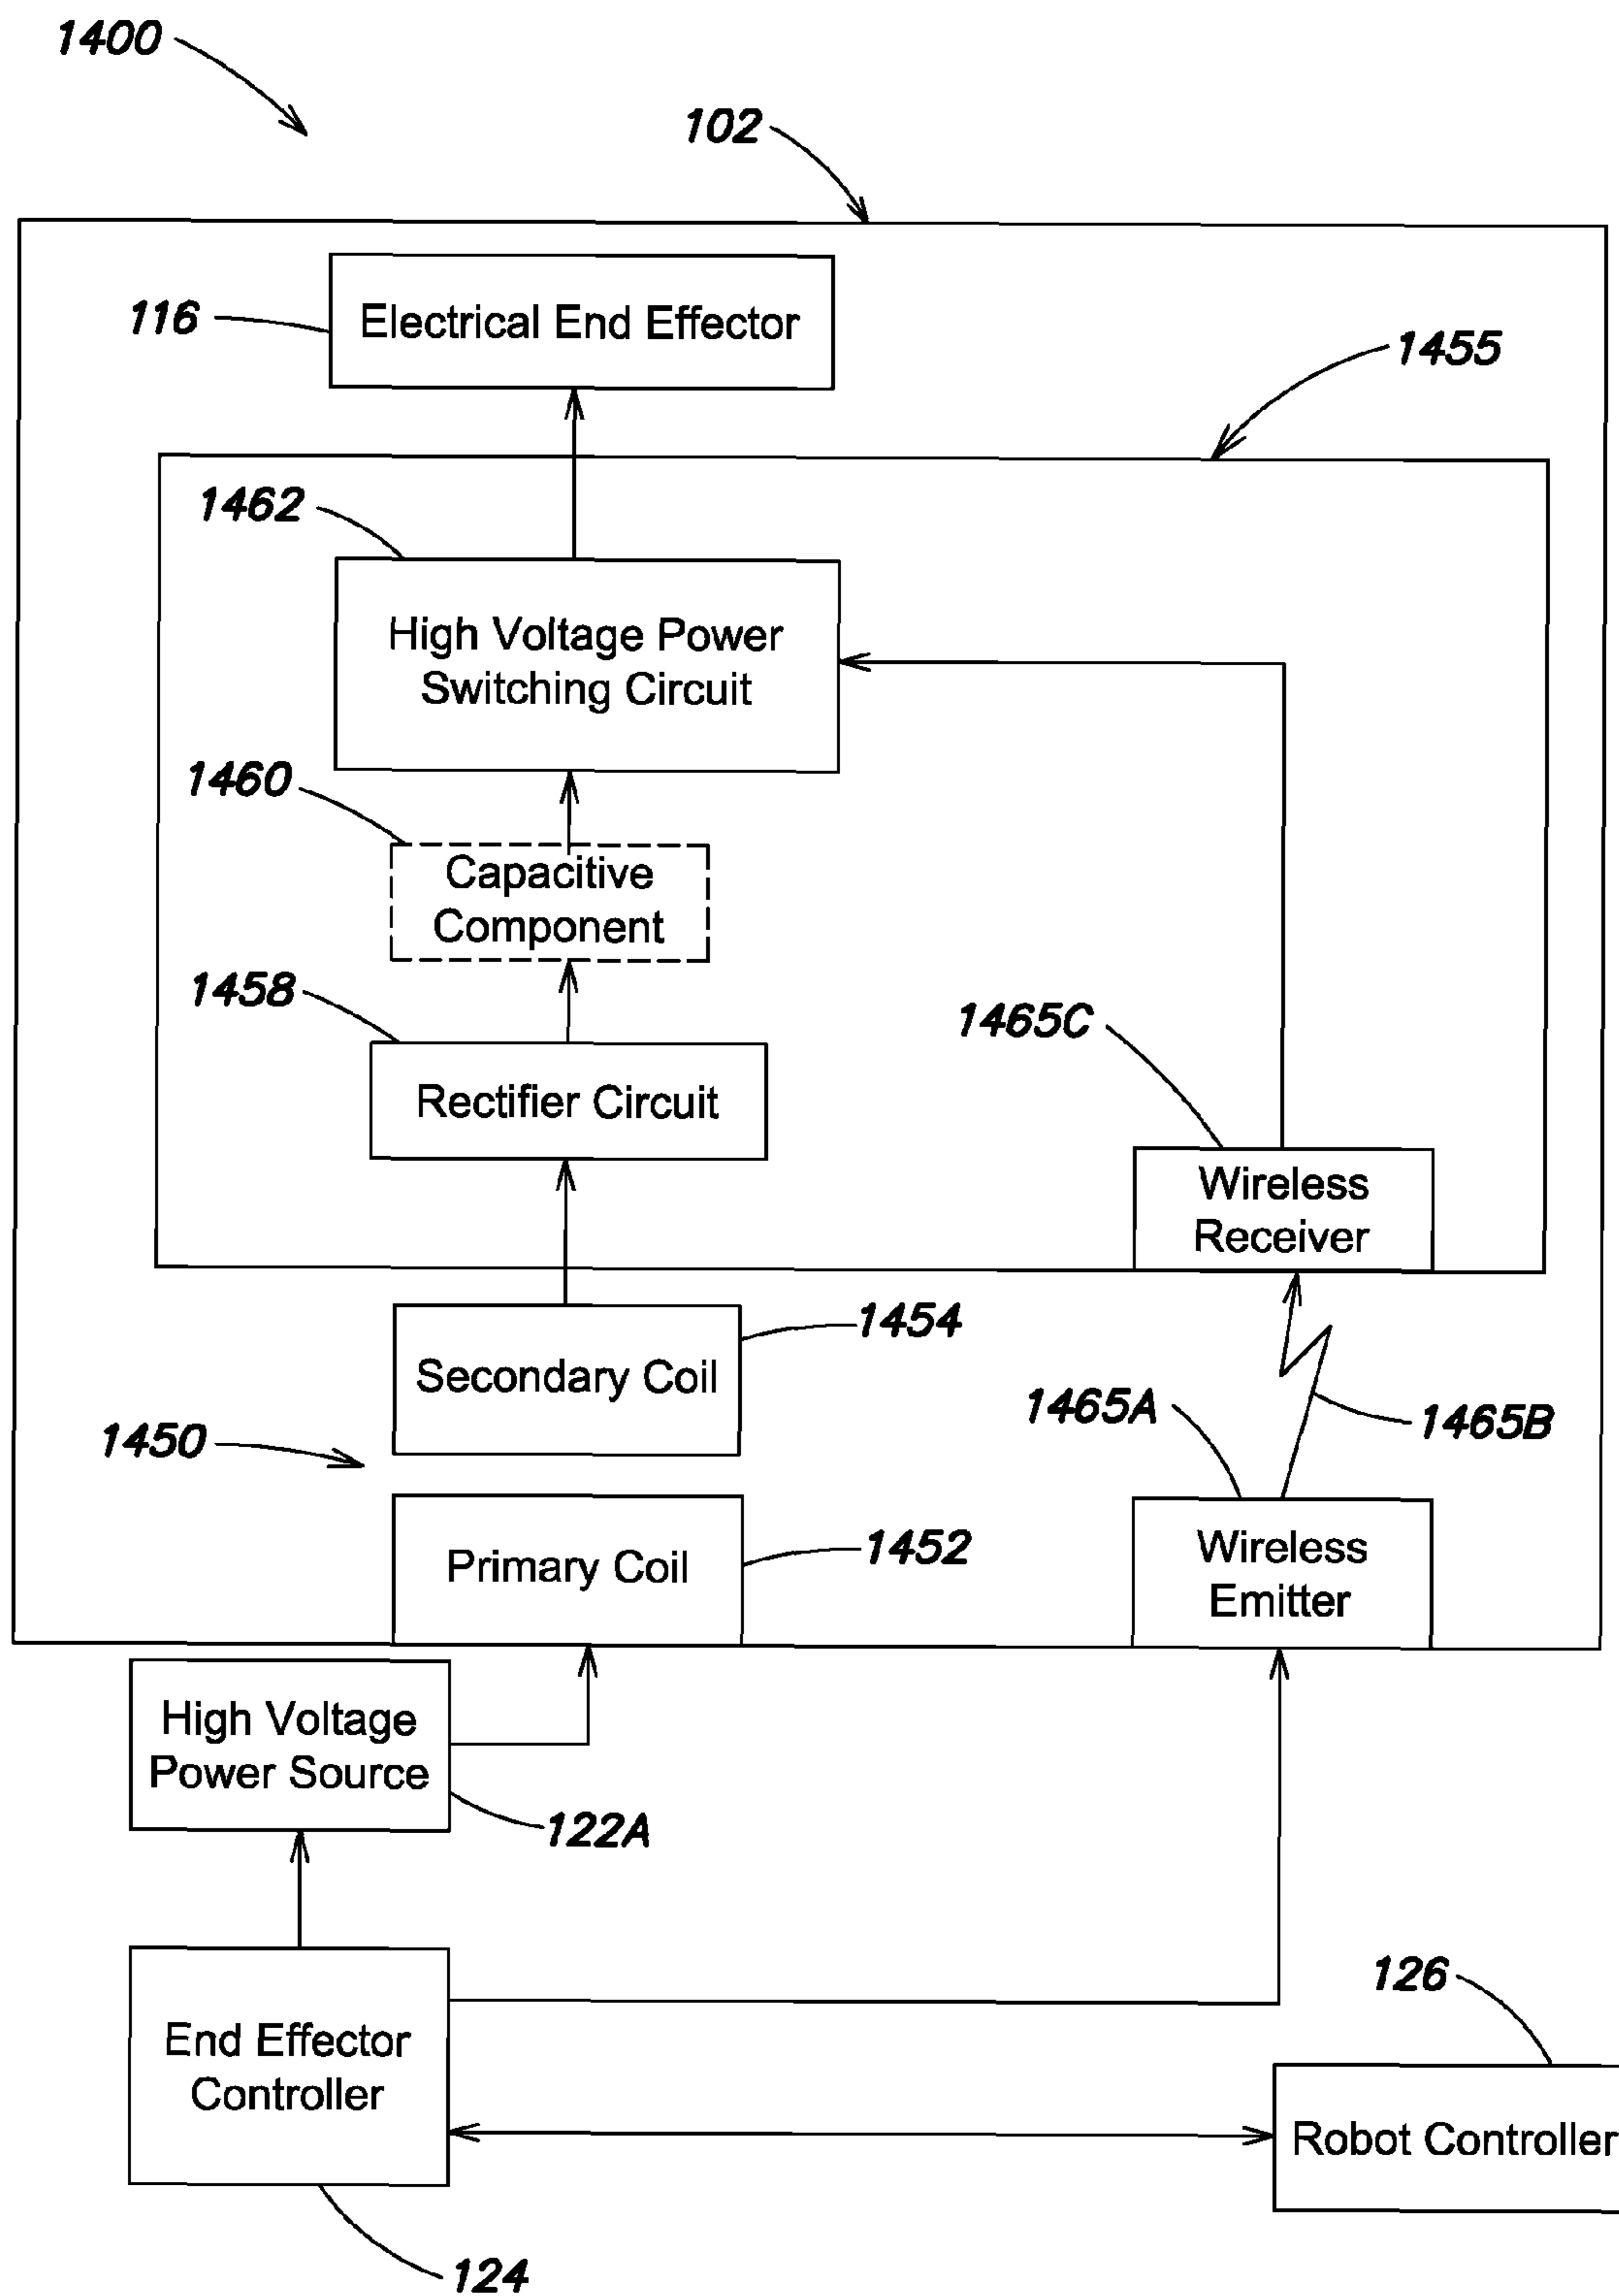 1400
102
116
Electrical End Effector
1455
1462
High Voltage Power
Switching Circuit
1460
Capacitive
Component
1458
Rectifier Circuit
1465C
Wireless
Receiver
1454
Secondary Coil
1465A
1465B
1450
Primary Coil
1452
Wireless
Emitter
High Voltage
Power Source
122A
126
End Effector
Controller
Robot Controller
124